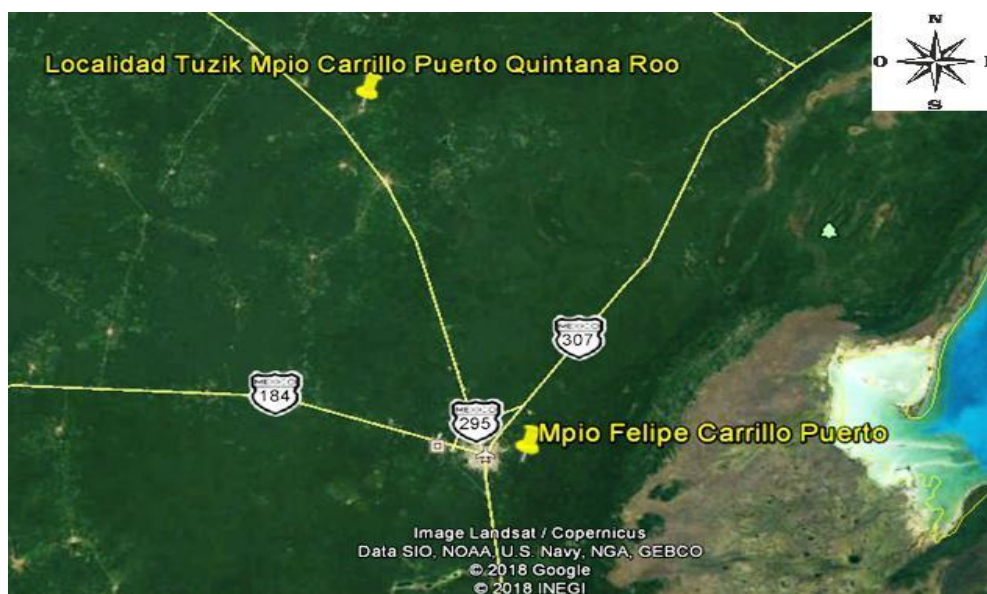 N
O
S
Localidad Tuzik Mpio Carrillo Puerto Quintana Roo
MEXICO
307
MEXICO
184
MEXICO
295
Mpio Felipe Carrillo Puerto
Image Landsat / Copernicus
Data SIO, NOAA, U.S. Navy, NGA, GEBCO
© 2018 Google
© 2018 INEGI